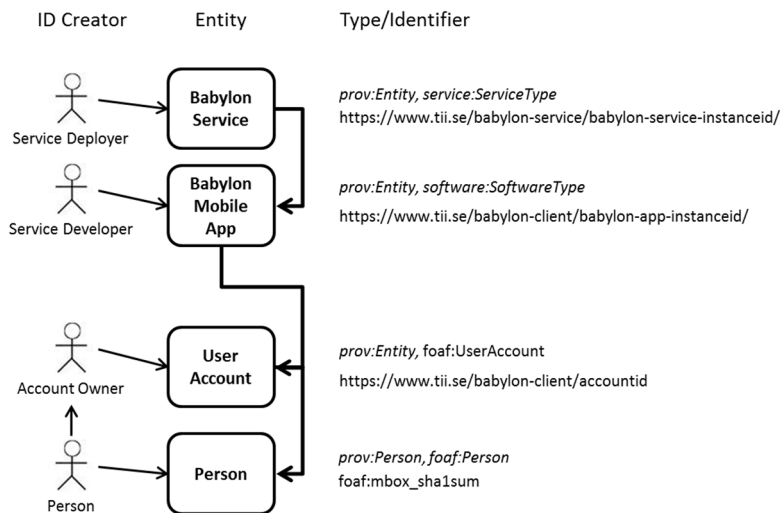 ID Creator Entity Type/Identifier
Babylon
Service
prov:Entity, service:ServiceType
https://www.tii.se/babylon-service/babylon-service-instanceid/
Service Deployer
Babylon
Mobile
App
prov:Entity, software:SoftwareType
https://www.tii.se/babylon-client/babylon-app-instanceid/
Service Developer
User
Account
prov:Entity, foaf:UserAccount
https://www.tii.se/babylon-client/accountid
Account Owner
Person
prov:Person, foaf:Person
foaf:mbox_sha1sum
Person